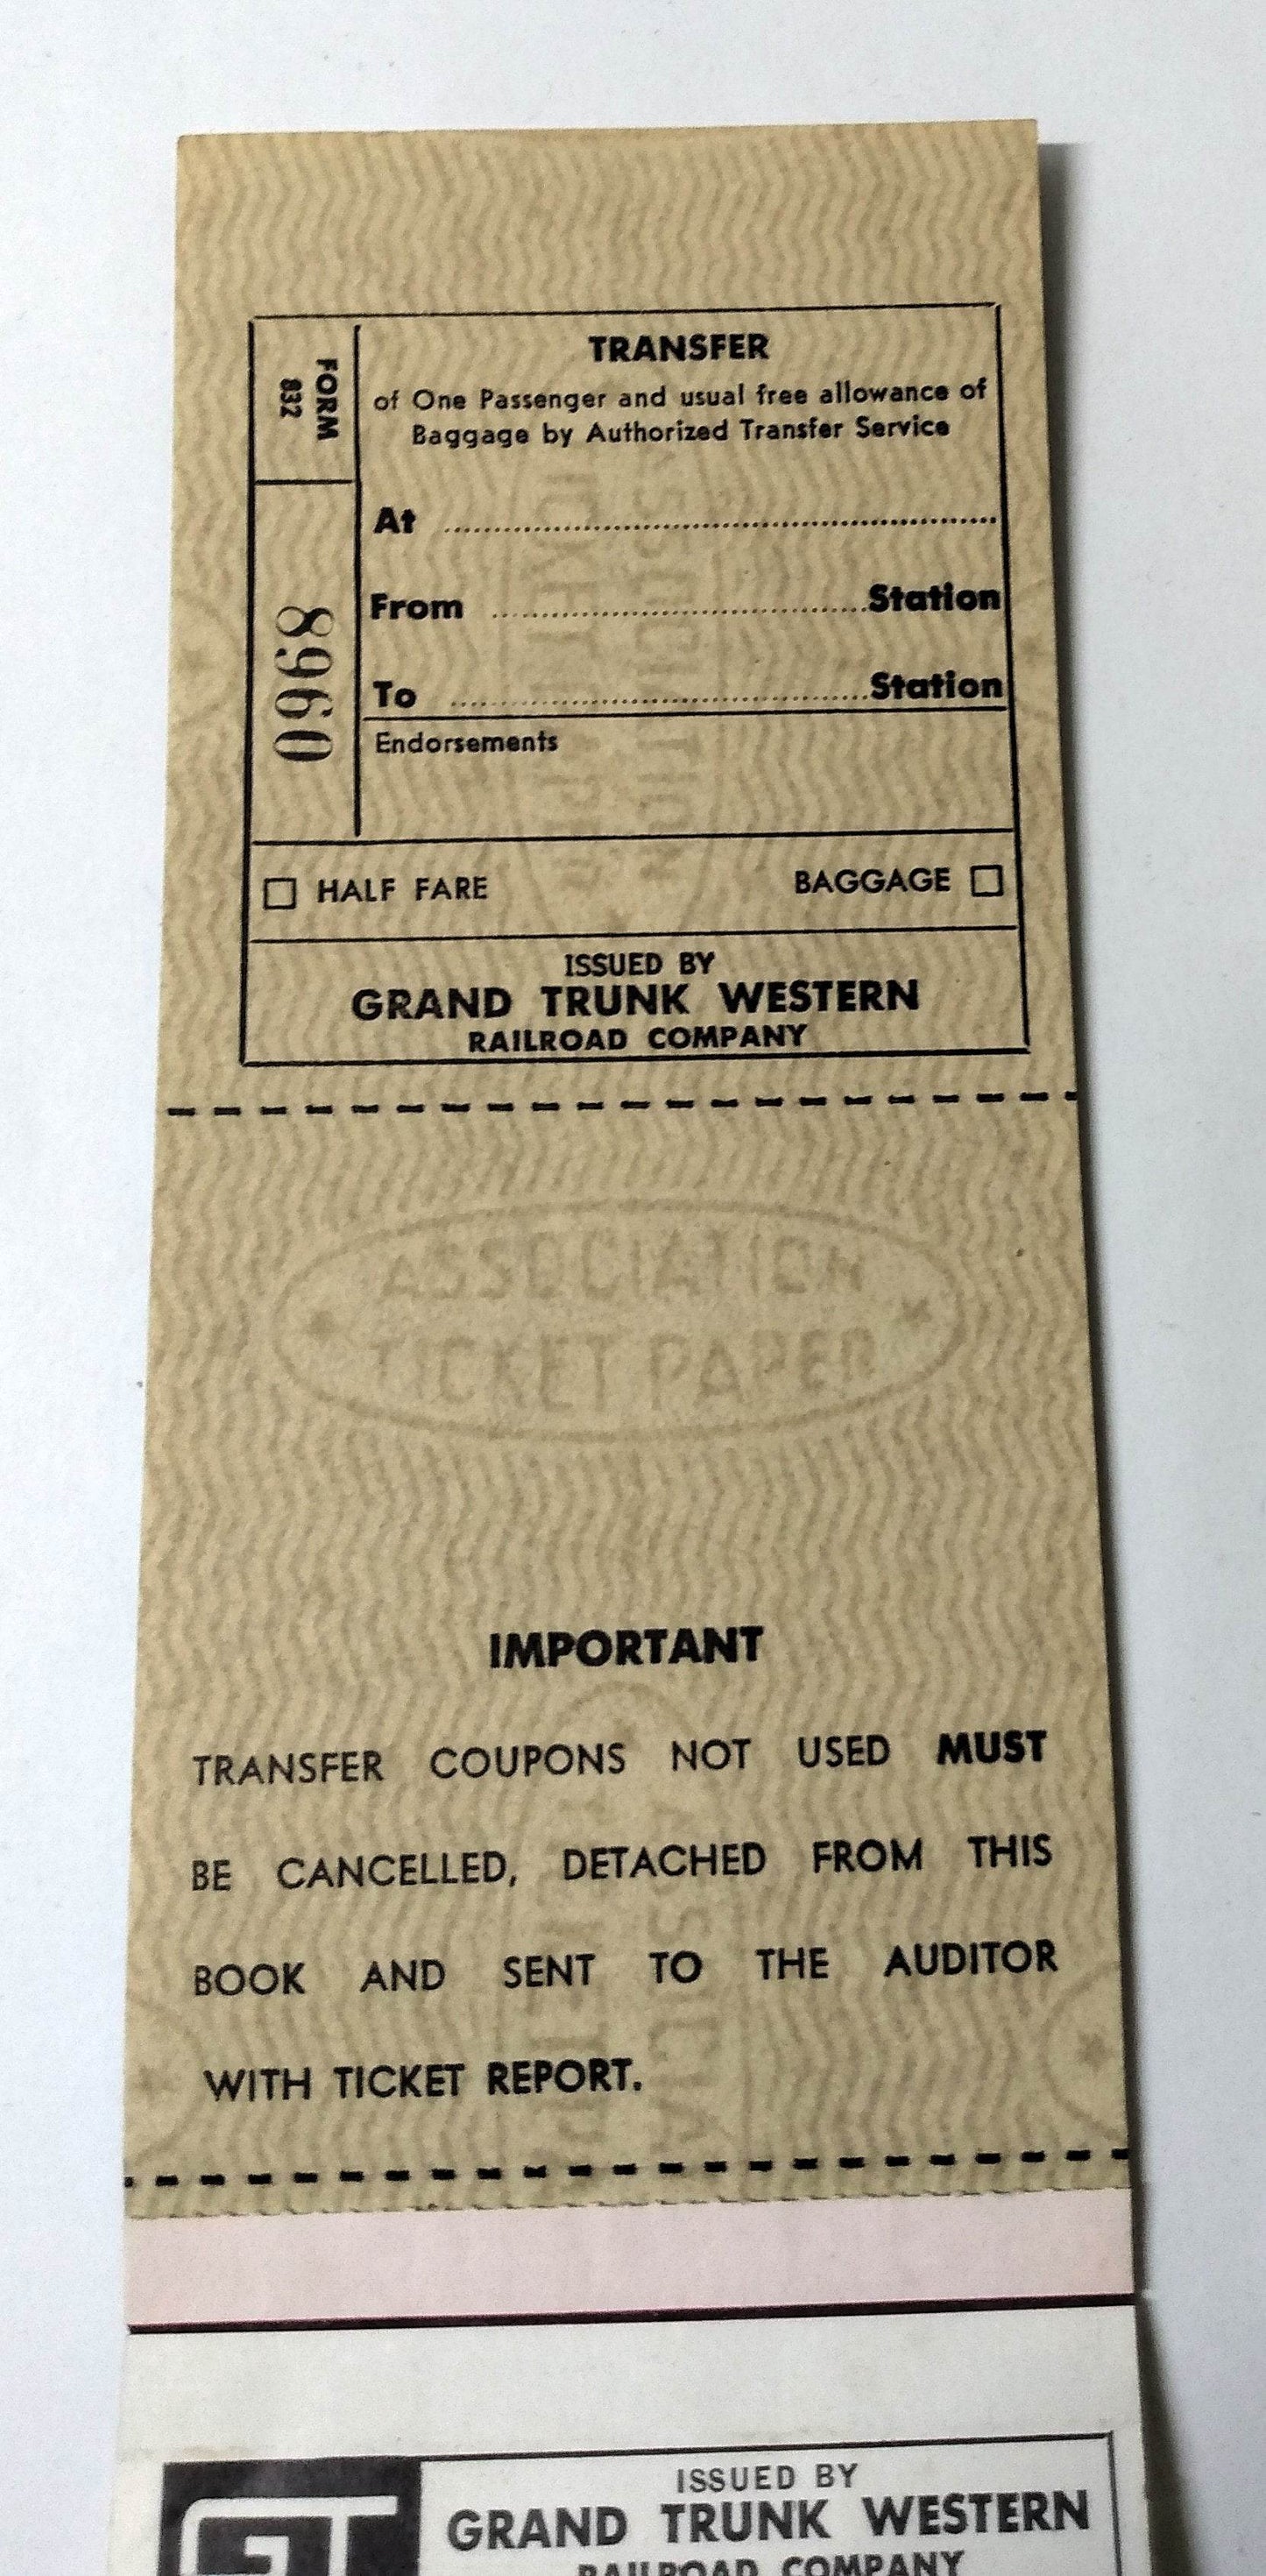 TRANSFER
of One Passenger and usual free allowance of
Baggage by Authorized Transfer Service
FORM
832
8960
At
From Station
To Station
Endorsements
HALF FARE BAGGAGE
ISSUED BY
GRAND TRUNK WESTERN
RAILROAD COMPANY
ASSOCIATION
TICKET PAPER
IMPORTANT
TRANSFER COUPONS NOT USED MUST
BE CANCELLED, DETACHED FROM THIS
BOOK AND SENT TO THE AUDITOR
WITH TICKET REPORT.
ISSUED BY
GRAND TRUNK WESTERN
RAILROAD COMPANY